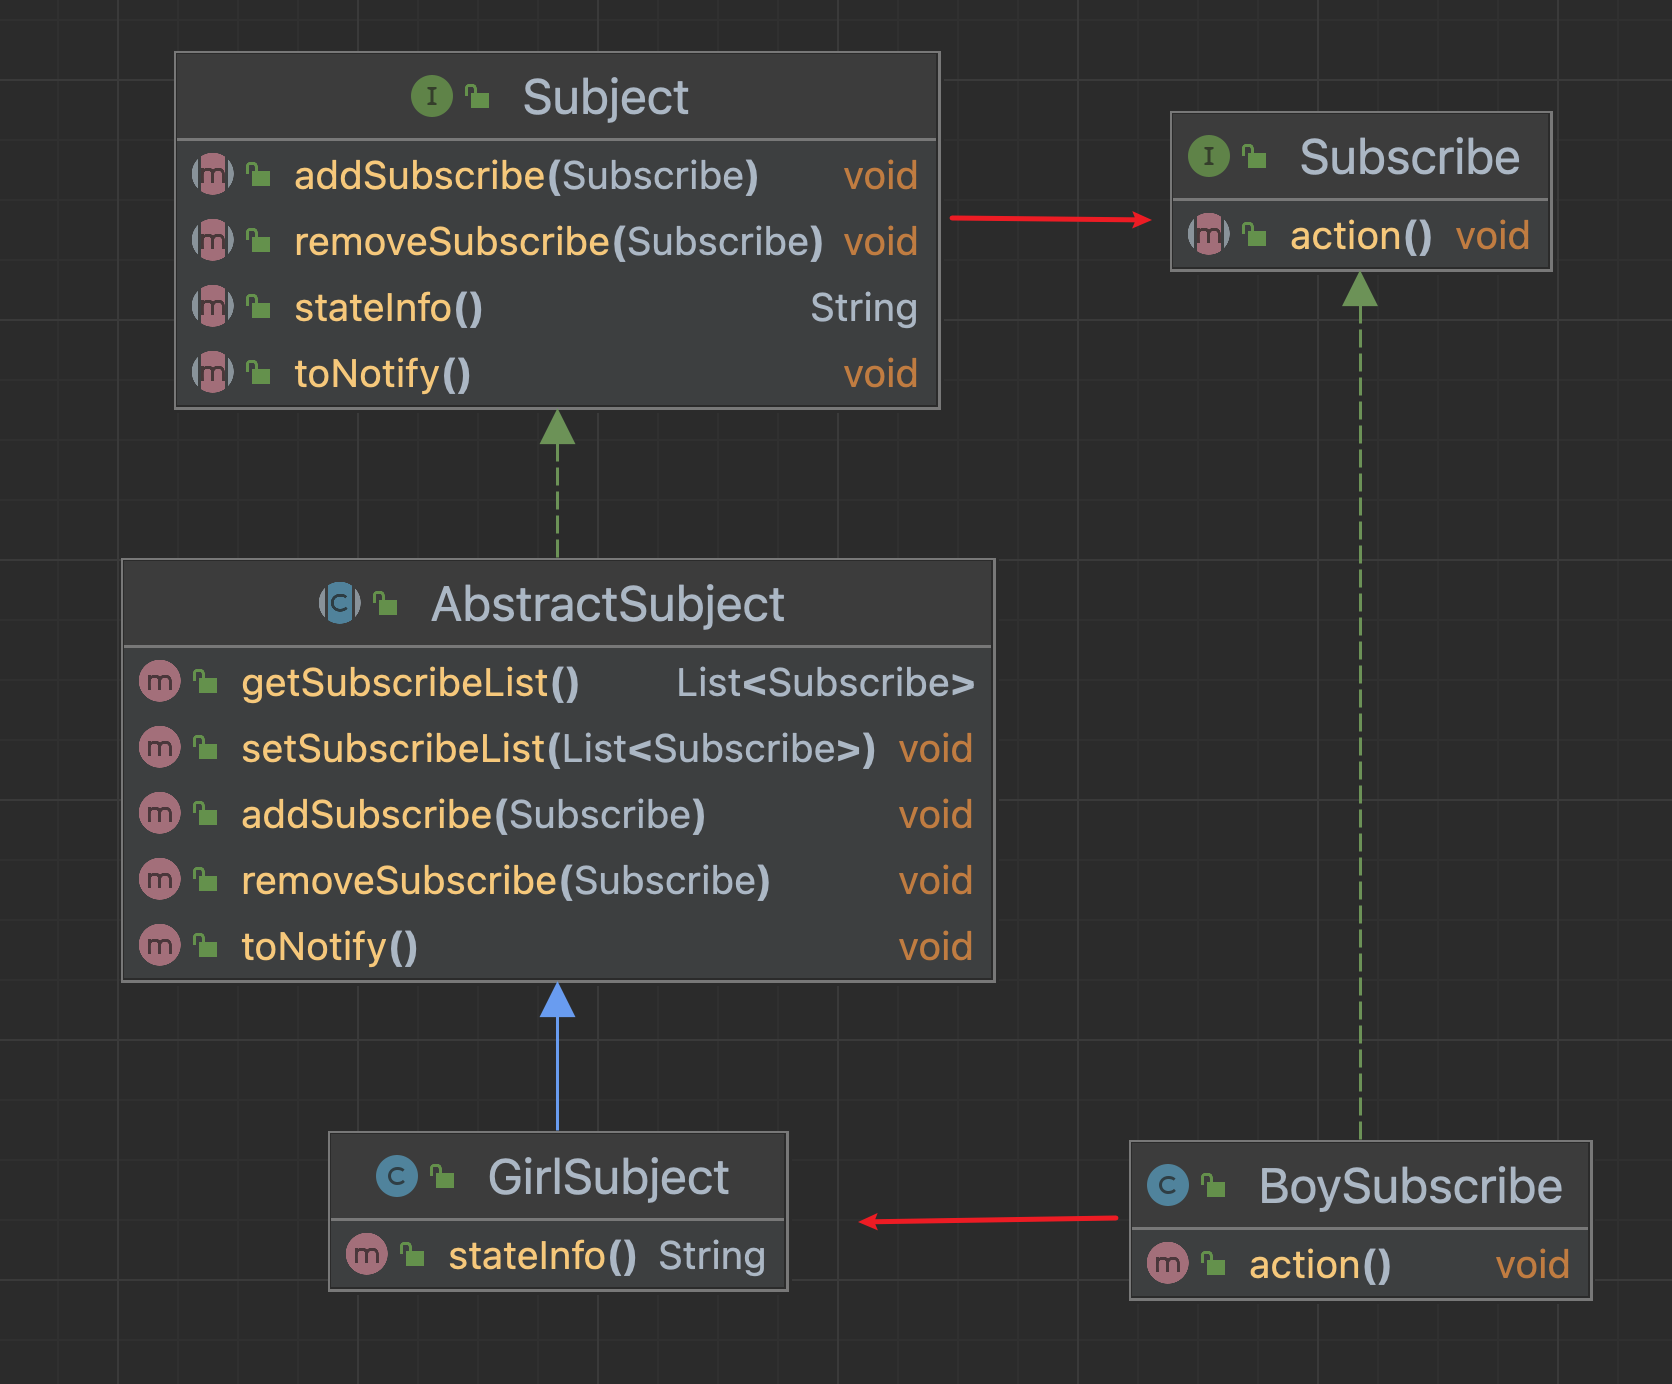 I Subject
m addSubscribe(Subscribe) void
m removeSubscribe(Subscribe) void
m stateInfo() String
m toNotify() void
I Subscribe
m action() void
C AbstractSubject
m getSubscribeList() List<Subscribe>
m setSubscribeList(List<Subscribe>) void
m addSubscribe(Subscribe) void
m removeSubscribe(Subscribe) void
m toNotify() void
C GirlSubject
m stateInfo() String
C BoySubscribe
m action() void